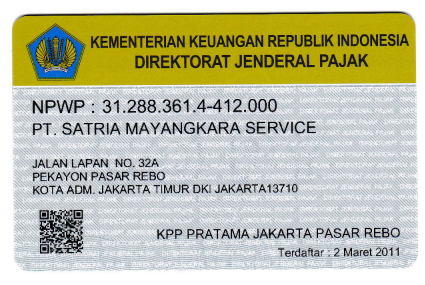 KEMENTERIAN KEUANGAN REPUBLIK INDONESIA
DIREKTORAT JENDERAL PAJAK
NPWP : 31.288.361.4-412.000
PT. SATRIA MAYANGKARA SERVICE
JALAN LAPAN NO. 32A
PEKAYON PASAR REBO
KOTA ADM. JAKARTA TIMUR DKI JAKARTA13710
KPP PRATAMA JAKARTA PASAR REBO
Terdaftar : 2 Maret 2011